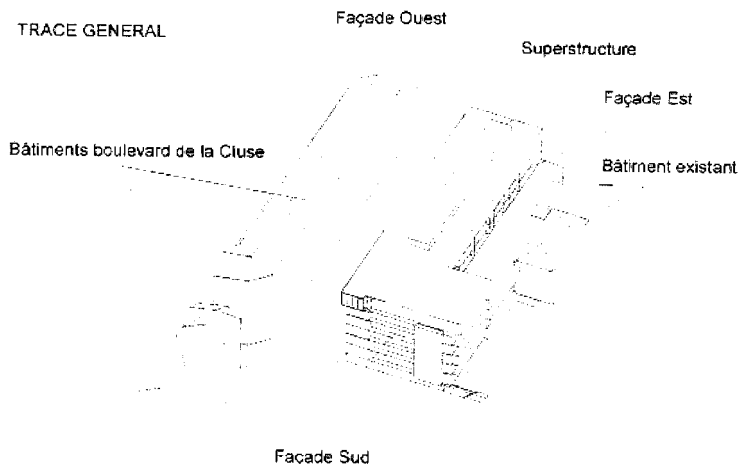 Façade Ouest
TRACE GENERAL
Superstructure
Façade Est
Bâtiments boulevard de la Cluse
Bâtiment existant
Façade Sud